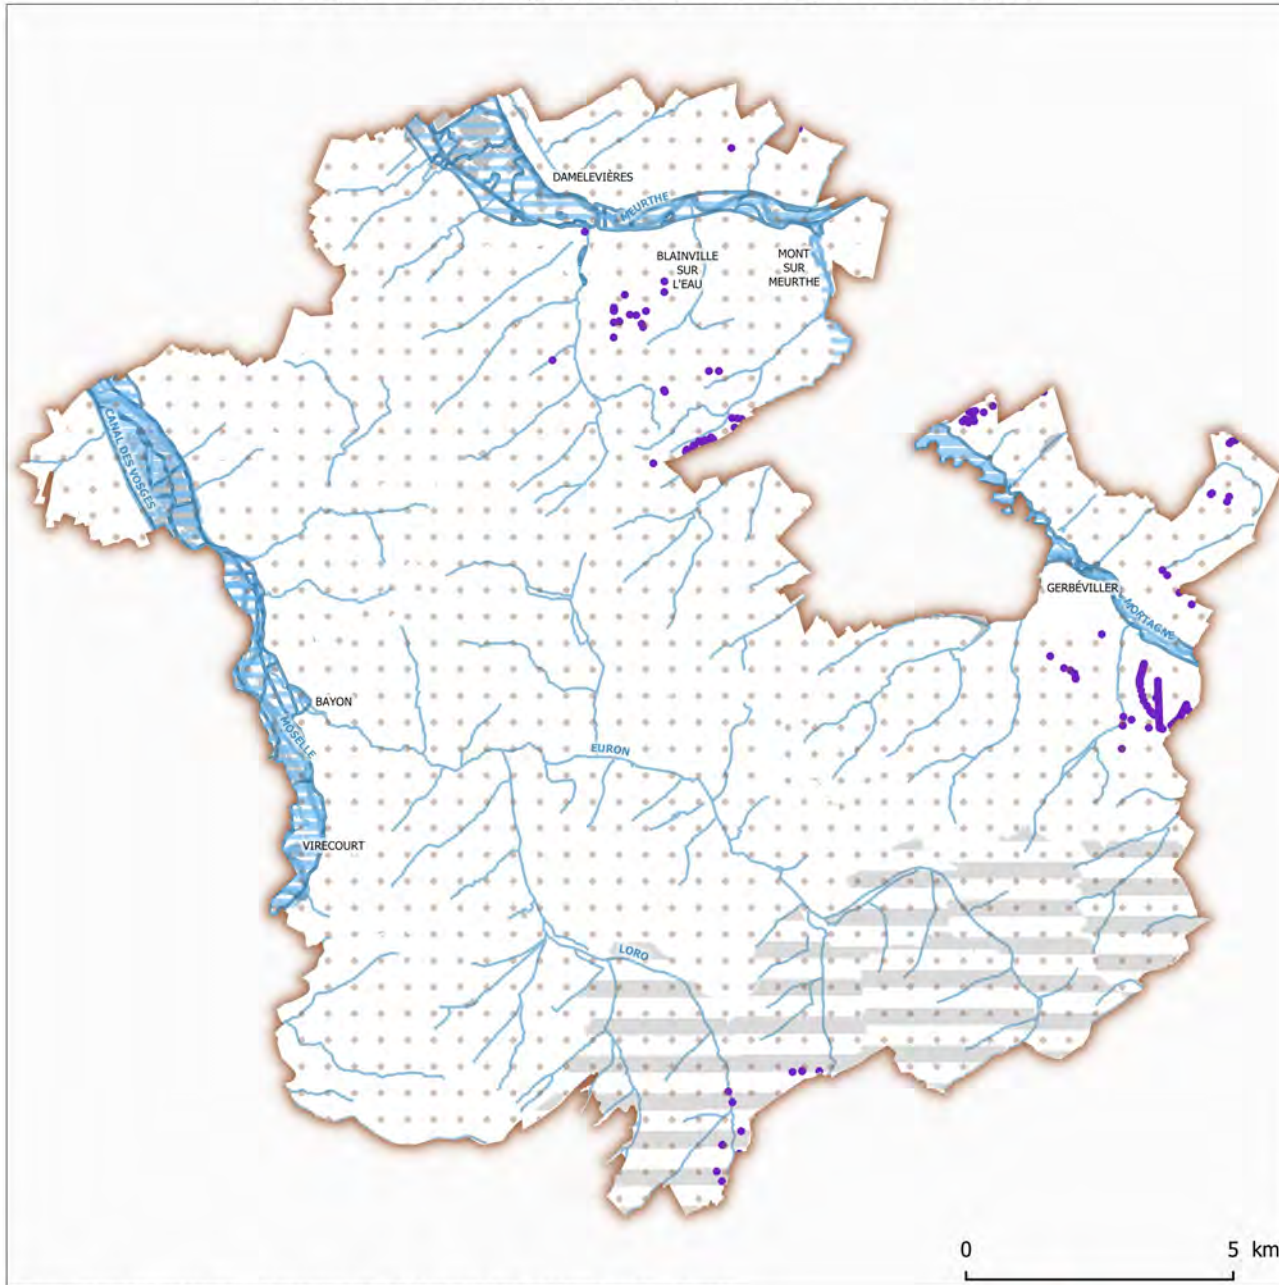 DAMELEVIÈRES
MEURTHE
BLAINVILLE
SUR
L'EAU
MONT
SUR
MEURTHE
CANAL DES VOSGES
GERBÉVILLER
MORTAGNE
BAYON
MOSELLE
EURON
VIRECOURT
LORO
0 5 km